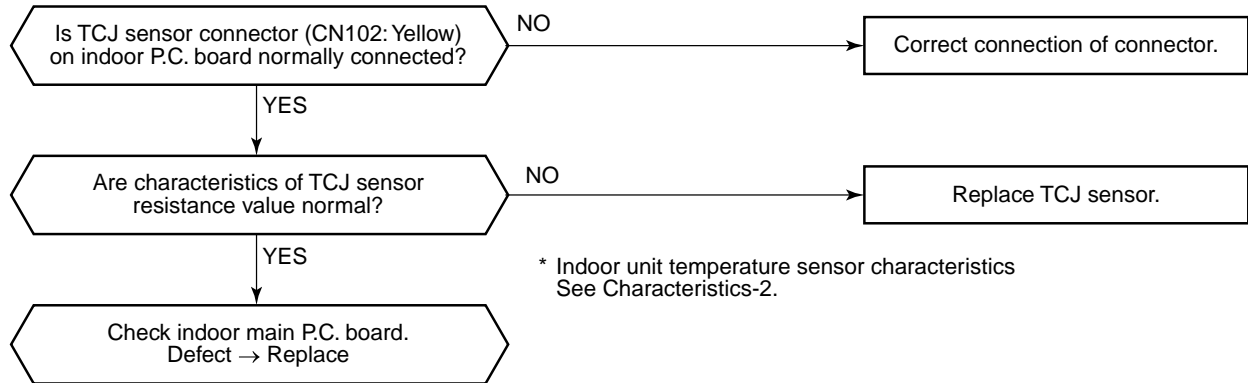 Is TCJ sensor connector (CN102: Yellow)
on indoor P.C. board normally connected?
NO
Correct connection of connector.
YES
Are characteristics of TCJ sensor
resistance value normal?
NO
Replace TCJ sensor.
YES
* Indoor unit temperature sensor characteristics
See Characteristics-2.
Check indoor main P.C. board.
Defect → Replace